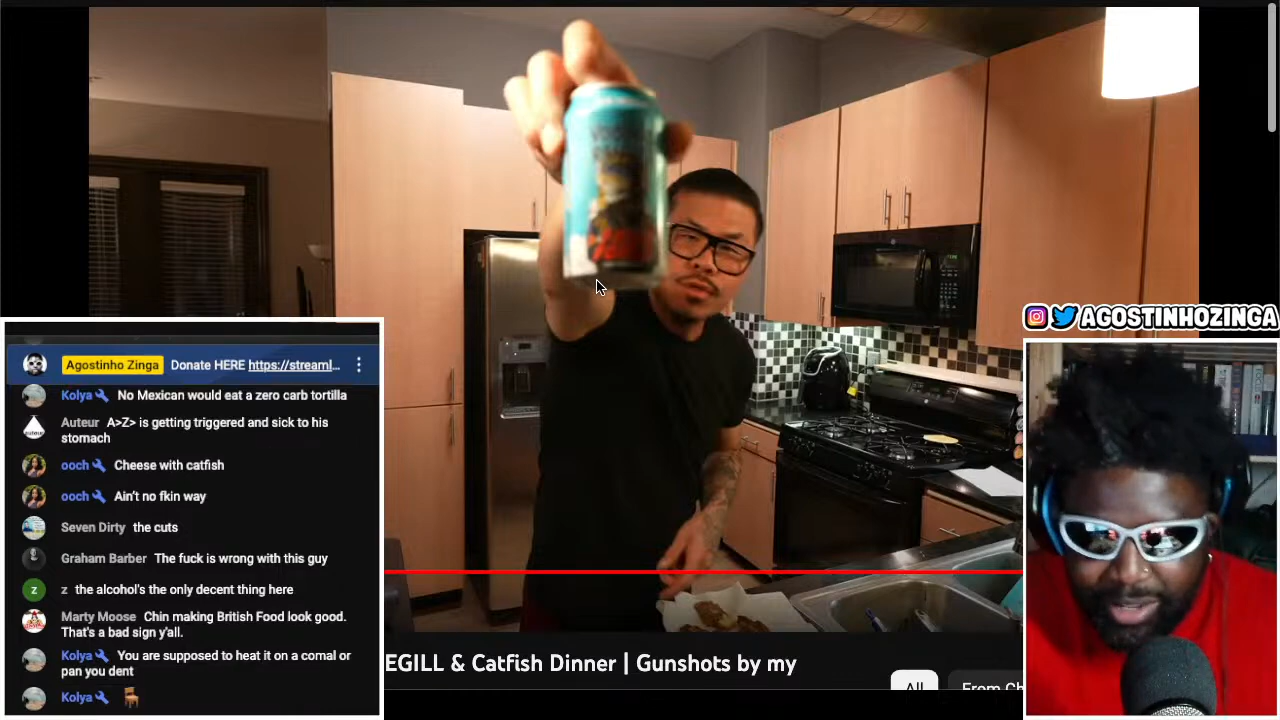 AGOSTINHOZINGA
Agostinho Zinga Donate HERE https://streaml...
Kolya No Mexican would eat a zero carb tortilla
Auteur A>Z> is getting triggered and sick to his
stomach
ooch Cheese with catfish
ooch Ain't no fkin way
Seven Dirty the cuts
Graham Barber The fuck is wrong with this guy
z the alcohol's the only decent thing here
Marty Moose Chin making British Food look good.
That's a bad sign y'all.
Kolya You are supposed to heat it on a comal or
pan you dent
Kolya
EGILL & Catfish Dinner | Gunshots by my
All From Ch